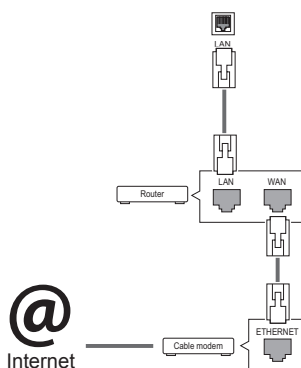 LAN
LAN WAN
Router
ETHERNET
@
Cable modem
Internet